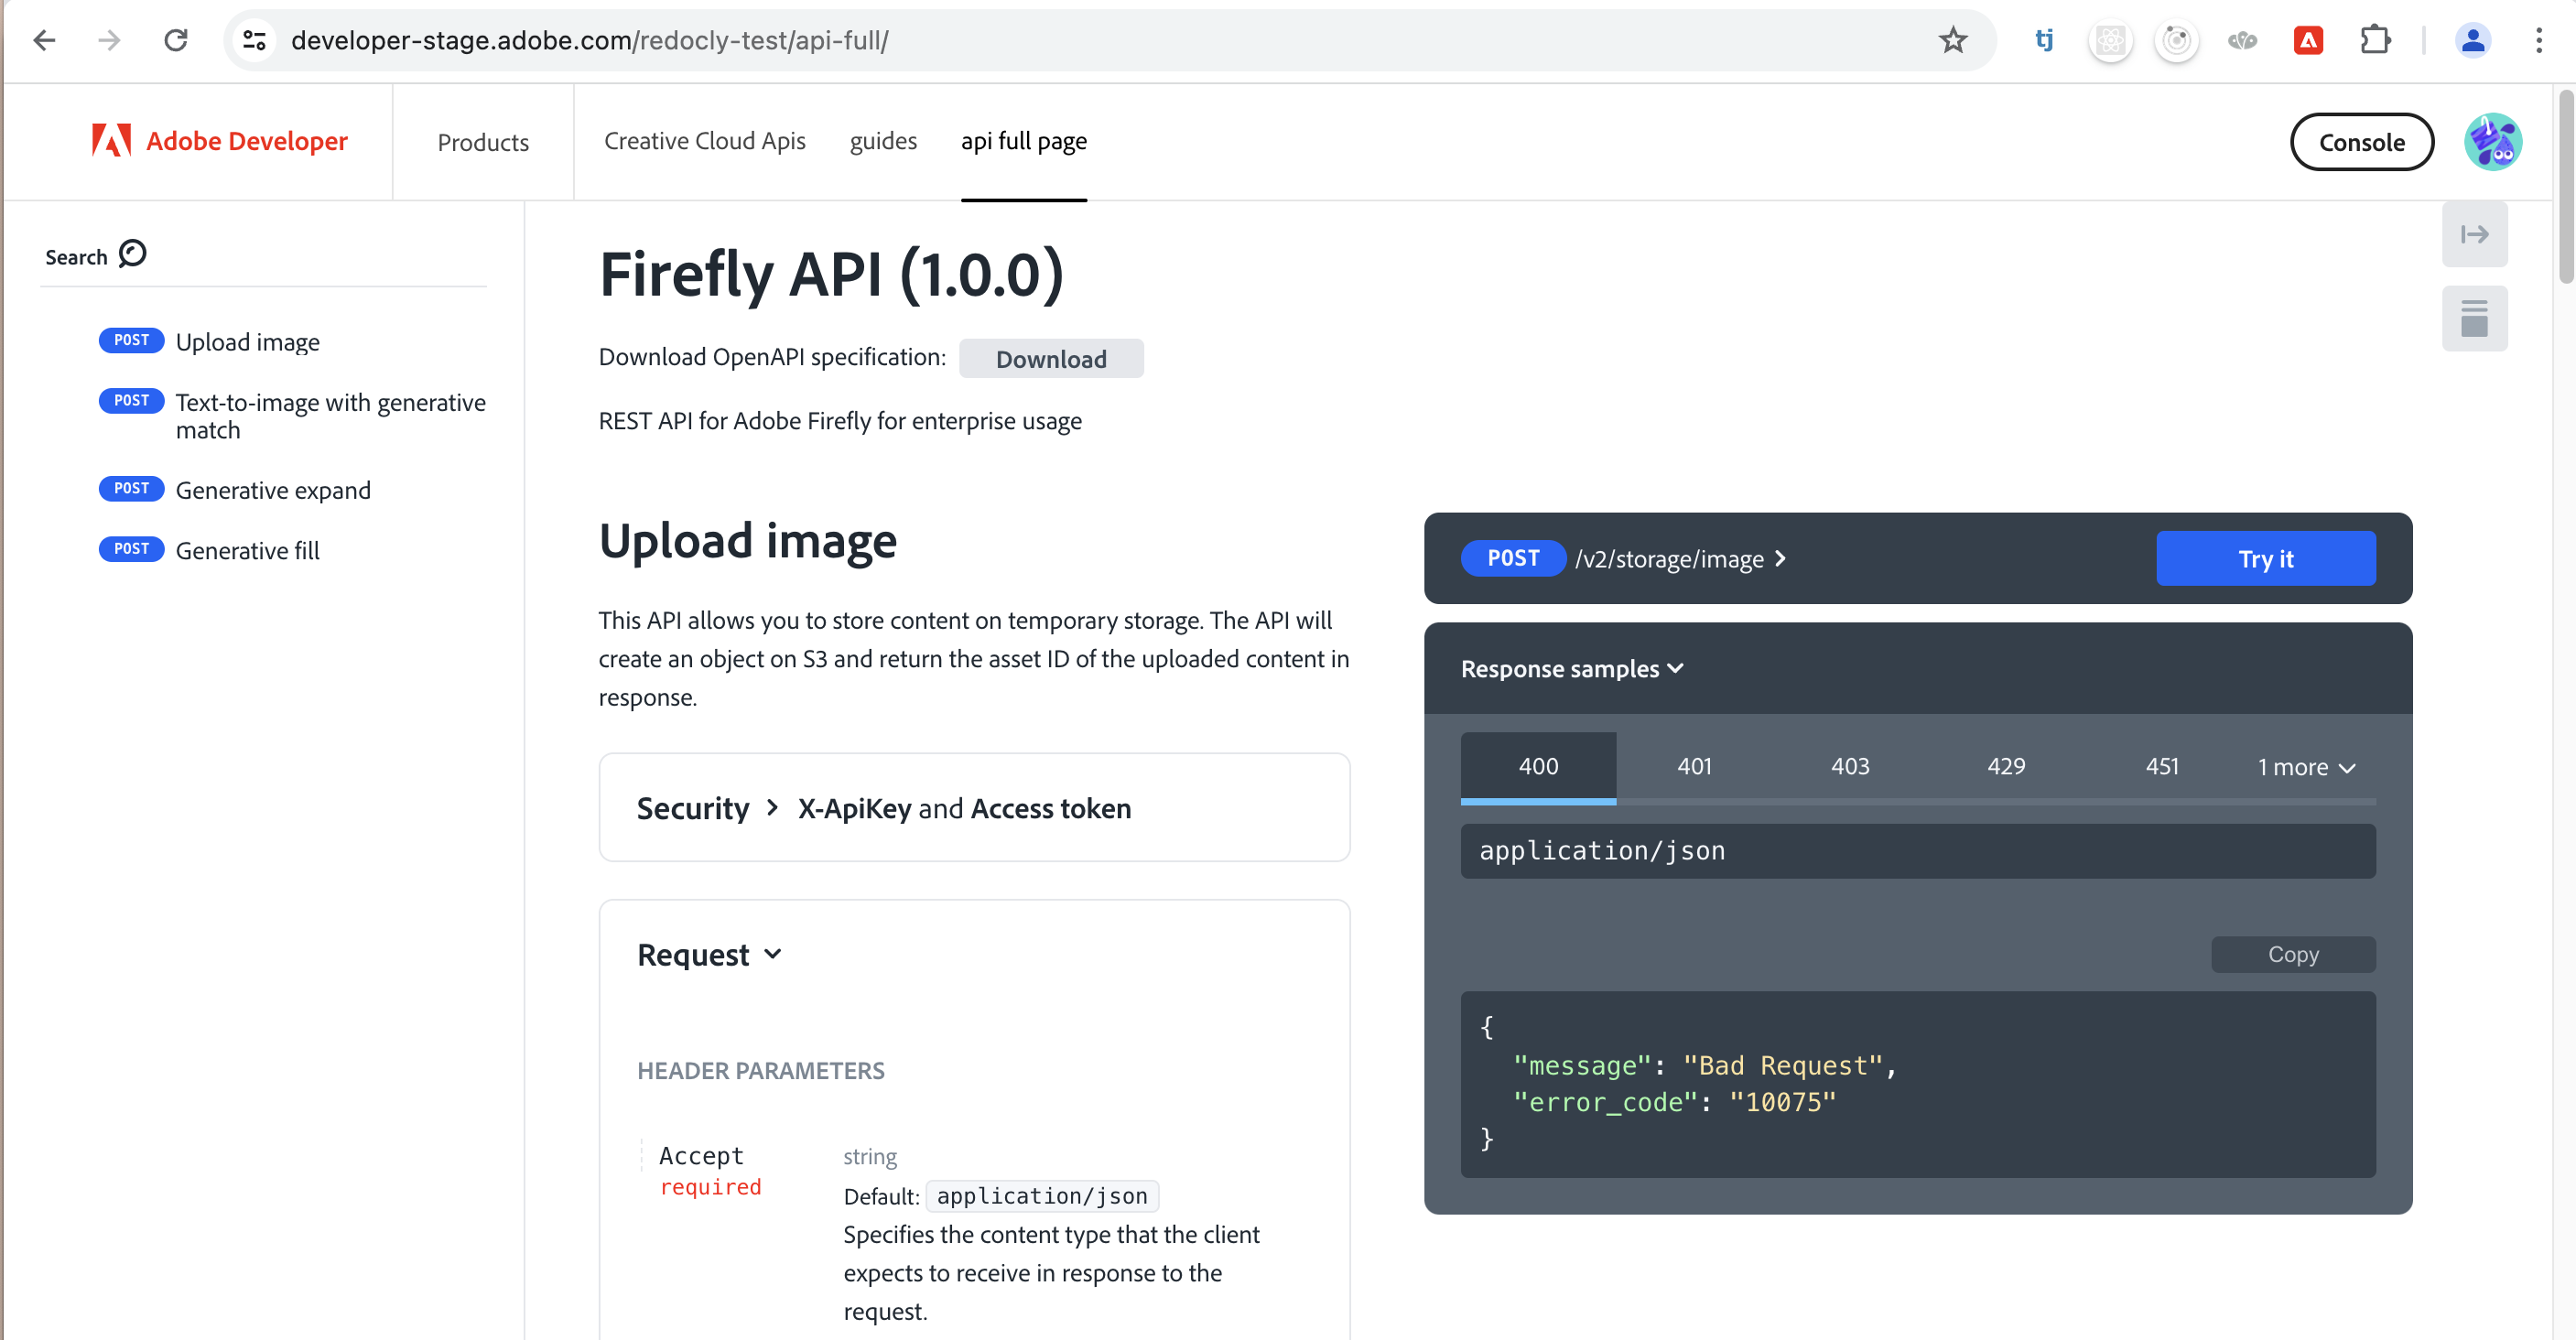 developer-stage.adobe.com/redocly-test/api-full/
tj
Adobe Developer
Products
Creative Cloud Apis
guides
api full page
Console
Search
POST Upload image
POST Text-to-image with generative
match
POST Generative expand
POST Generative fill
Firefly API (1.0.0)
Download OpenAPI specification: Download
REST API for Adobe Firefly for enterprise usage
Upload image
This API allows you to store content on temporary storage. The API will
create an object on S3 and return the asset ID of the uploaded content in
response.
Security > X-ApiKey and Access token
Request
HEADER PARAMETERS
Accept
required
string
Default: application/json
Specifies the content type that the client
expects to receive in response to the
request.
POST /v2/storage/image >
Try it
Response samples
400 401 403 429 451 1 more
application/json
Copy
{
"message": "Bad Request",
"error_code": "10075"
}